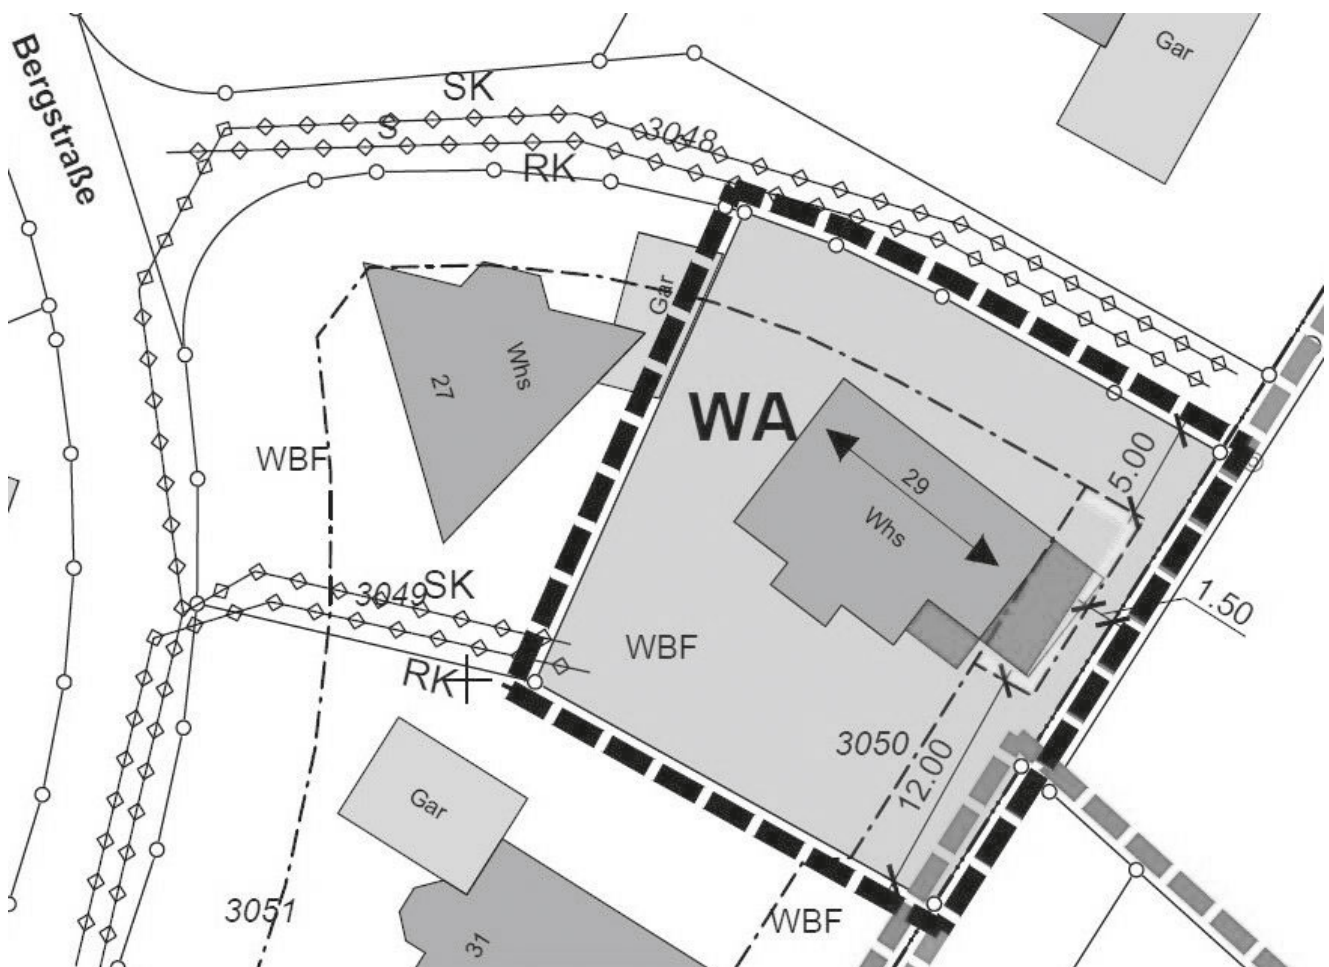 Gar
Bergstraße
SK
S
3048
RK
Gar
27
Whs
WA
WBF
29
Whs
5.00
3049
SK
1.50
WBF
RK
3050
12.00
Gar
3051
WBF
31